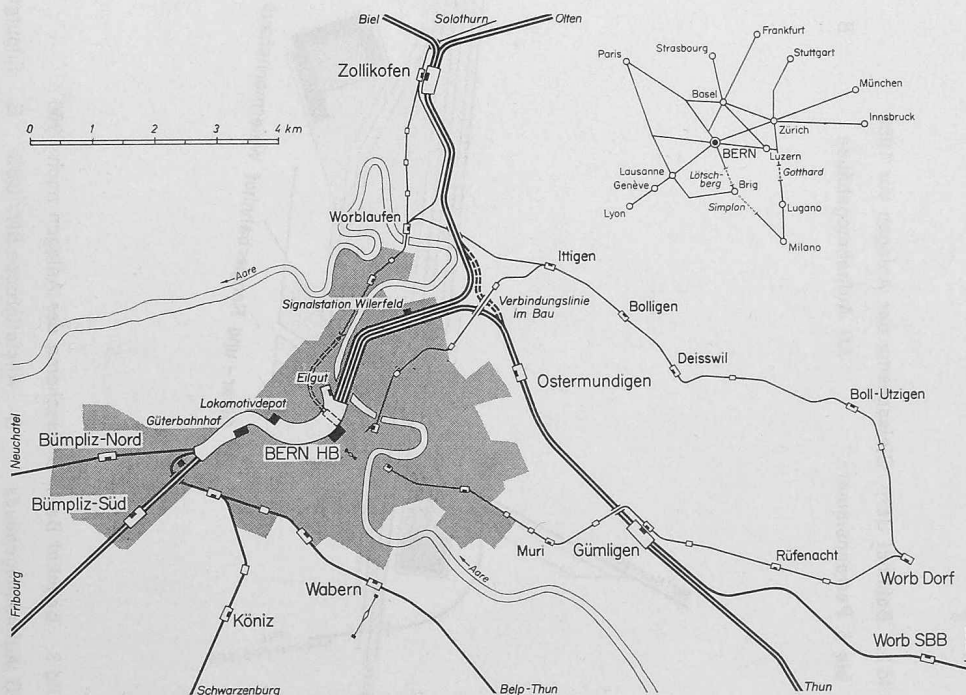 Biel
Solothurn
Olten
Zollikofen
0 1 2 3 4 km
Frankfurt
Strasbourg
Stuttgart
Paris
Basel
München
Zürich
Innsbruck
BERN
Luzern
Lausanne
Lötsch-
berg
Gotthard
Genève
Brig
Simplon
Lugano
Lyon
Milano
Worblaufen
Aare
Ittigen
Signalstation Wilerfeld
Verbindungslinie
im Bau
Bolligen
Deisswil
Ostermundigen
Eilgut
Boll-Utzigen
Lokomotivdepot
Güterbahnhof
BERN HB
Neuchatel
Bümpliz-Nord
Bümpliz-Süd
Muri
Gümligen
Rüfenacht
Worb Dorf
Aare
Fribourg
Wabern
Köniz
Worb SBB
Schwarzenburg
Belp-Thun
Thun